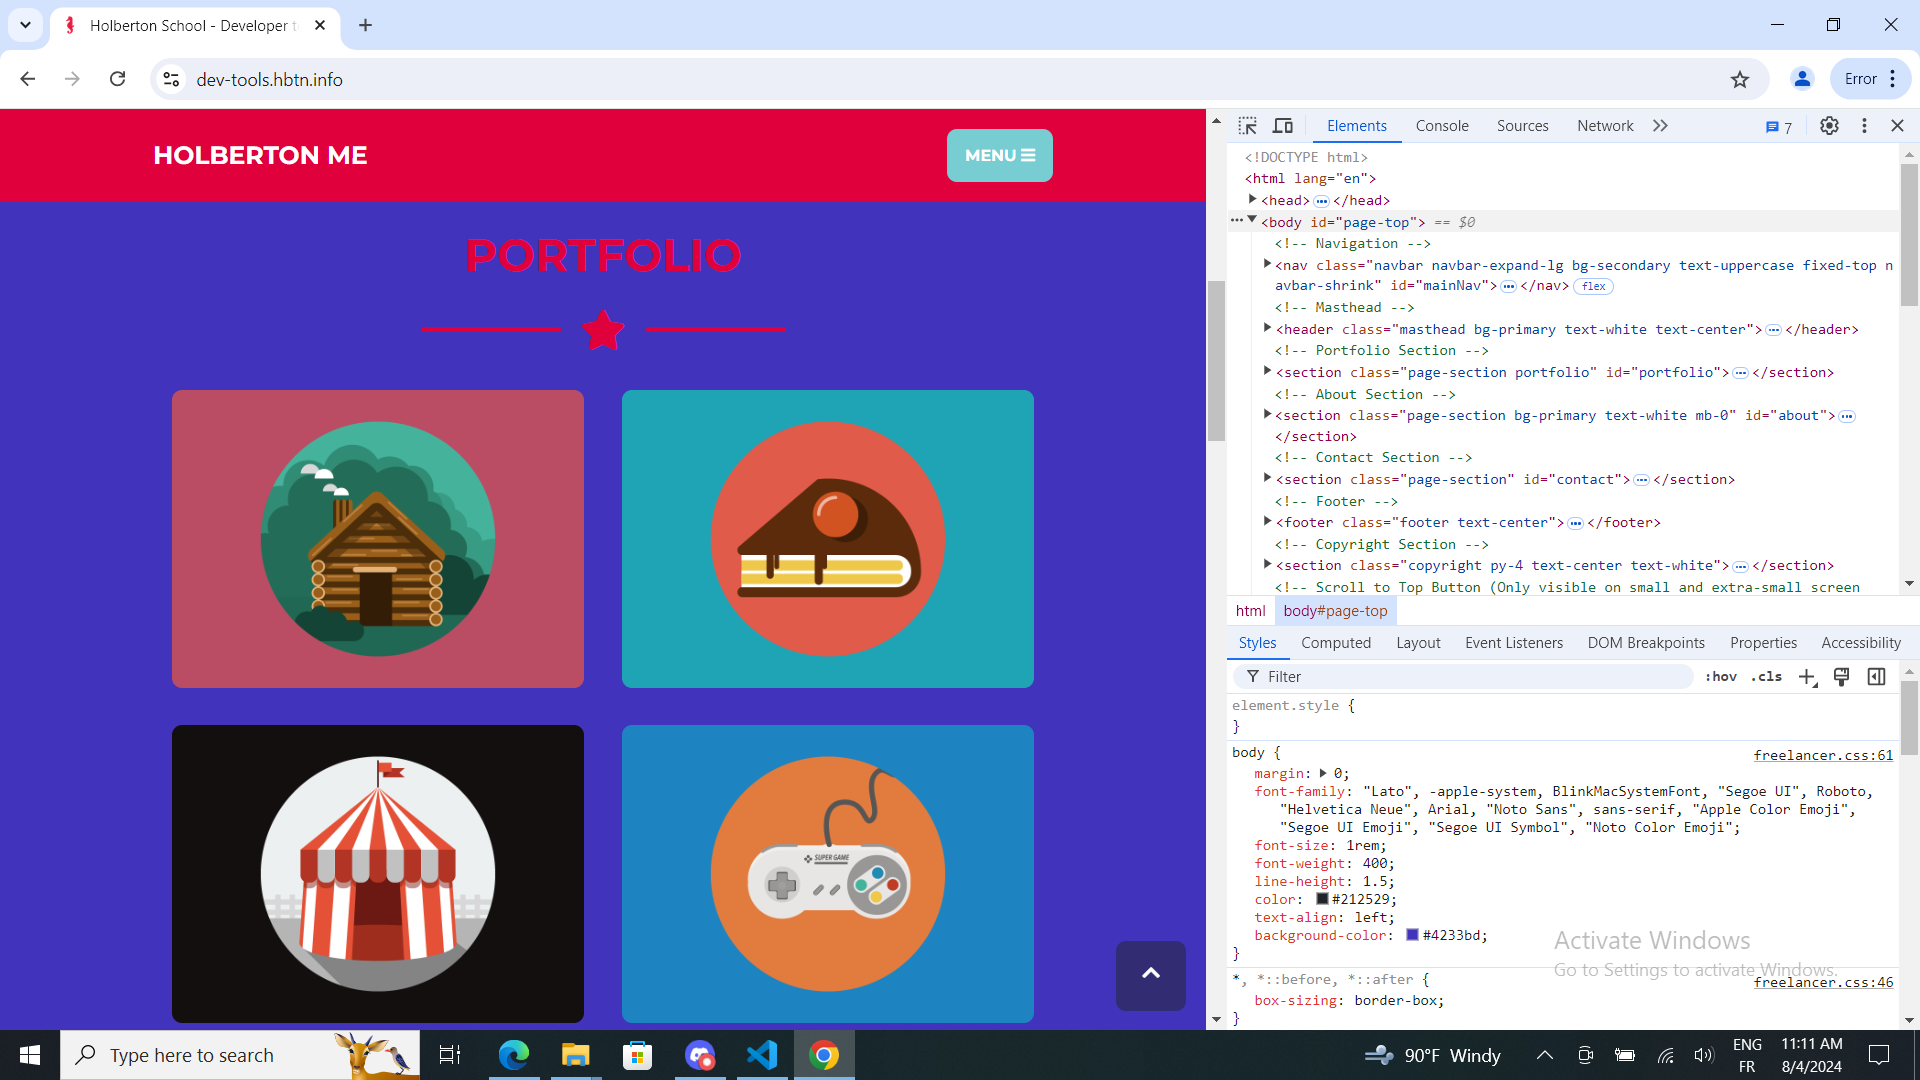 Holberton School - Developer t
dev-tools.hbtn.info
Error
HOLBERTON ME
MENU
PORTFOLIO
SUPER GAME
Elements Console Sources Network 7
<!DOCTYPE html>
<html lang="en">
<head> ••• </head>
••• <body id="page-top"> == $0
<!-- Navigation -->
<nav class="navbar navbar-expand-lg bg-secondary text-uppercase fixed-top n
avbar-shrink" id="mainNav"> ••• </nav> flex
<!-- Masthead -->
<header class="masthead bg-primary text-white text-center"> ••• </header>
<!-- Portfolio Section -->
<section class="page-section portfolio" id="portfolio"> ••• </section>
<!-- About Section -->
<section class="page-section bg-primary text-white mb-0" id="about"> •••
</section>
<!-- Contact Section -->
<section class="page-section" id="contact"> ••• </section>
<!-- Footer -->
<footer class="footer text-center"> ••• </footer>
<!-- Copyright Section -->
<section class="copyright py-4 text-center text-white"> ••• </section>
<!-- Scroll to Top Button (Only visible on small and extra-small screen
html body#page-top
Styles Computed Layout Event Listeners DOM Breakpoints Properties Accessibility
Filter :hov .cls
element.style {
}
body { freelancer.css:61
margin: 0;
font-family: "Lato", -apple-system, BlinkMacSystemFont, "Segoe UI", Roboto,
"Helvetica Neue", Arial, "Noto Sans", sans-serif, "Apple Color Emoji",
"Segoe UI Emoji", "Segoe UI Symbol", "Noto Color Emoji";
font-size: 1rem;
font-weight: 400;
line-height: 1.5;
color: #212529;
text-align: left;
background-color: #4233bd;
}
*, *::before, *::after { freelancer.css:46
box-sizing: border-box;
}
Activate Windows
Go to Settings to activate Windows.
Type here to search
90°F Windy
ENG
FR
11:11 AM
8/4/2024